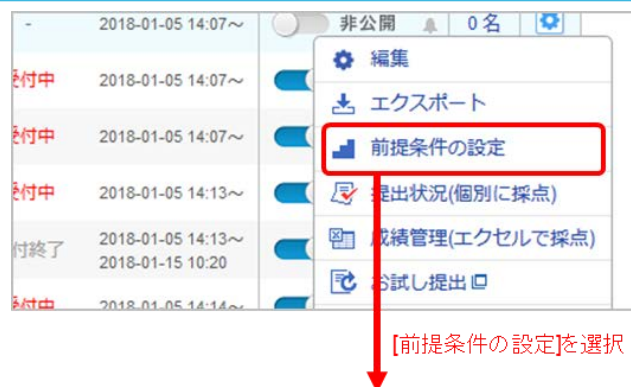 - 2018-01-05 14:07～ 非公開 0名
編集
2018-01-05 14:07～
受付中
エクスポート
受付中 2018-01-05 14:07～
前提条件の設定
受付中 2018-01-05 14:13～
提出状況(個別に採点)
付終了 2018-01-05 14:13～
2018-01-15 10:20
成績管理(エクセルで採点)
お試し提出
受付中 2018-01-05 14:14～
[前提条件の設定]を選択